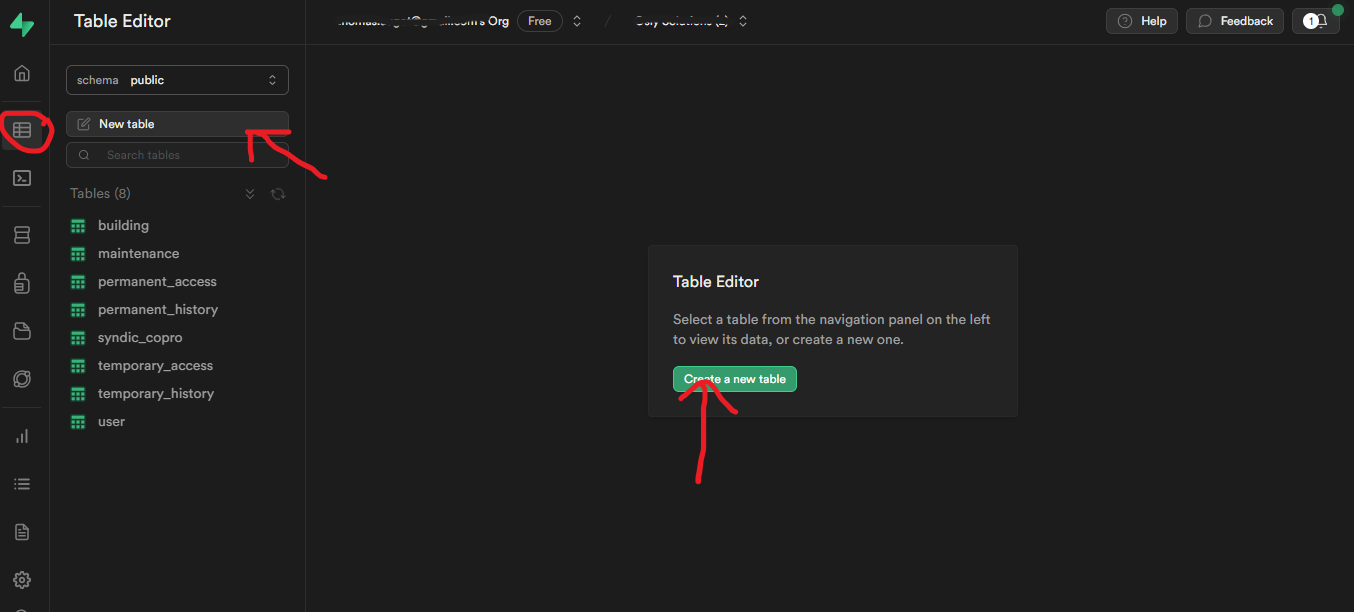 Table Editor
's Org
Free
/
Help
Feedback
1
schema public
New table
Search tables
Tables (8)
building
maintenance
permanent_access
permanent_history
syndic_copro
temporary_access
temporary_history
user
Table Editor
Select a table from the navigation panel on the left
to view its data, or create a new one.
Create a new table